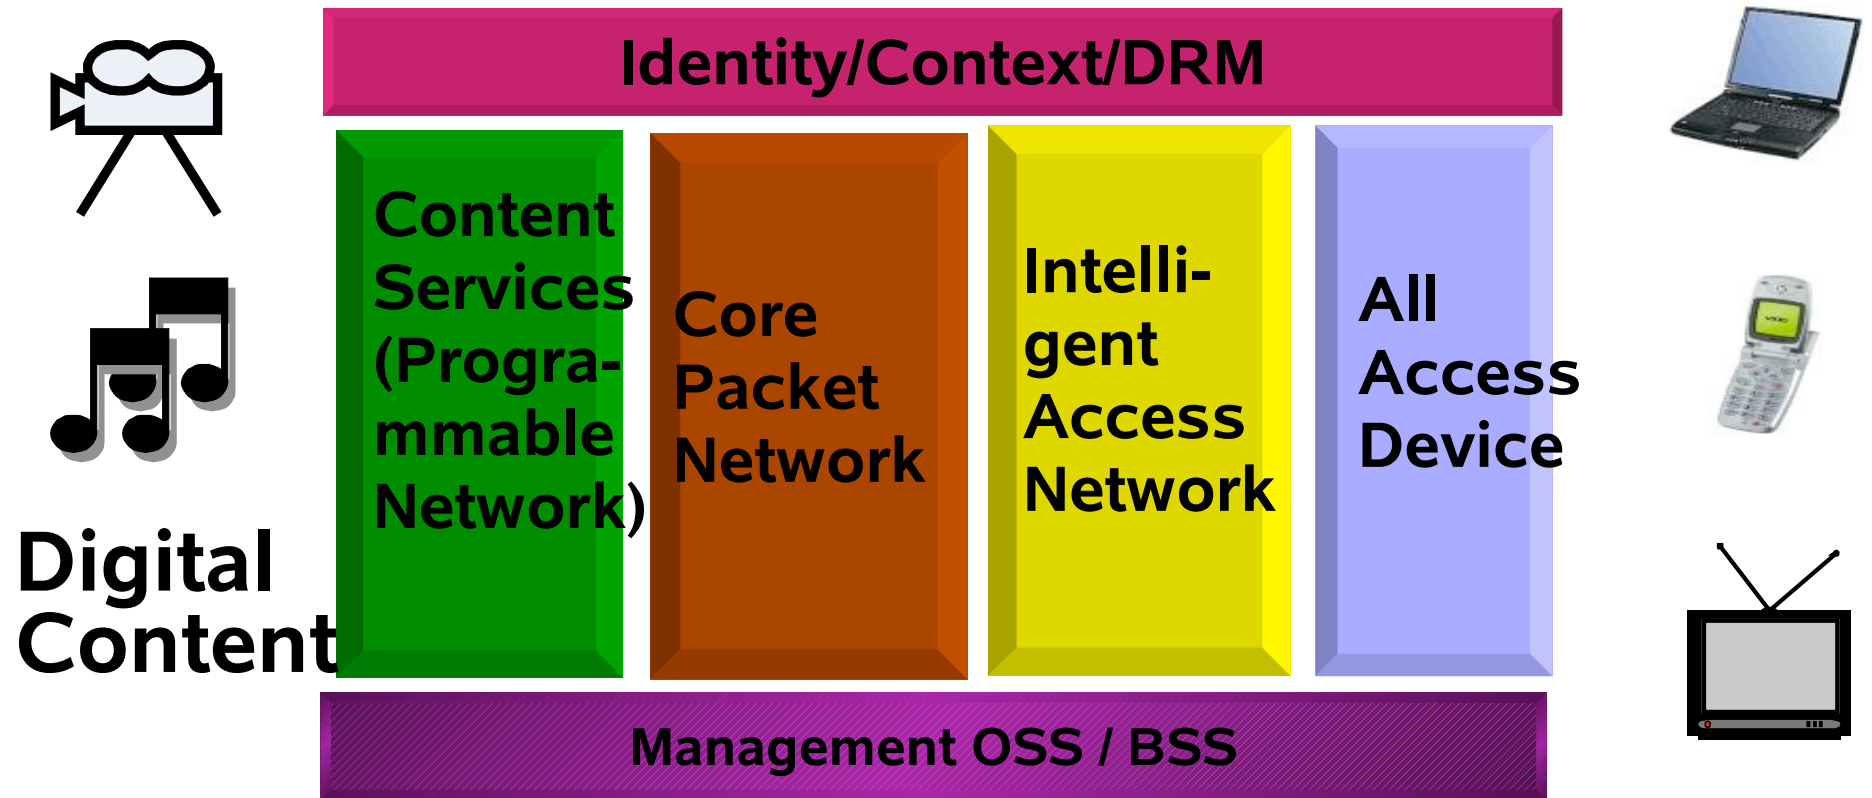 Identity/Context/DRM
Content
Services
(Progra-
mmable
Network)
Core
Packet
Network
Intelli-
gent
Access
Network
All
Access
Device
Digital
Content
Management OSS / BSS